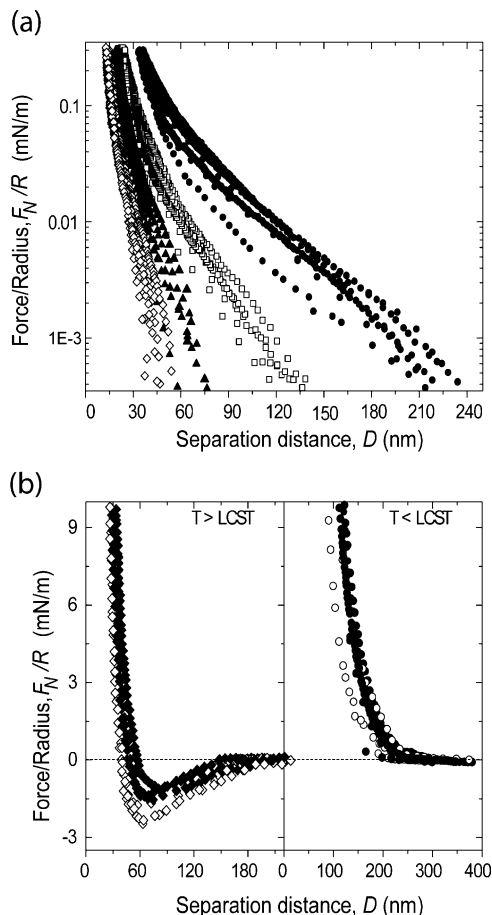 (a)
0.1
0.01
1E-3
Force/Radius, F_N/R (mN/m)
0 30 60 90 120 150 180 210 240
Separation distance, D (nm)
(b)
T > LCST T < LCST
9
6
3
0
-3
Force/Radius, F_N/R (mN/m)
0 60 120 180 0 100 200 300 400
Separation distance, D (nm)